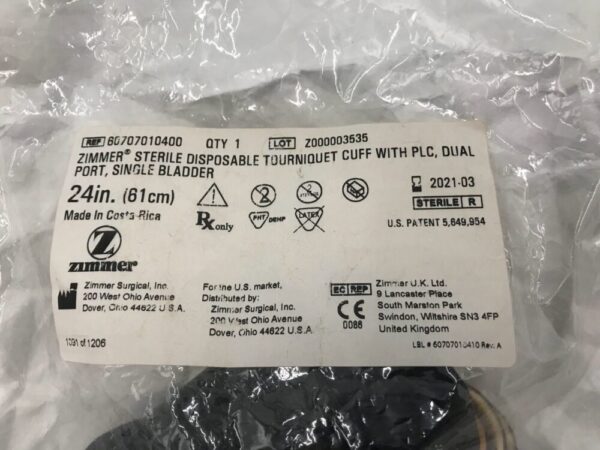 REF 60707010400 QTY 1 LOT Z000003535
ZIMMER® STERILE DISPOSABLE TOURNIQUET CUFF WITH PLC, DUAL
PORT, SINGLE BLADDER
24in. (61cm)
Made in Costa Rica
2021-03
STERILE R
Rx only
PHT DEHP
LATEX
U.S. PATENT 5,649,954
Z
zimmer
Zimmer Surgical, Inc.
200 West Ohio Avenue
Dover, Ohio 44622 U.S.A.
1091 of 1206
For the U.S. market,
Distributed by:
Zimmer Surgical, Inc.
200 West Ohio Avenue
Dover, Ohio 44622 U.S.A.
EC REP
CE
0086
Zimmer U.K. Ltd.
9 Lancaster Place
South Marston Park
Swindon, Wiltshire SN3 4FP
United Kingdom
LBL # 60707010410 Rev. A